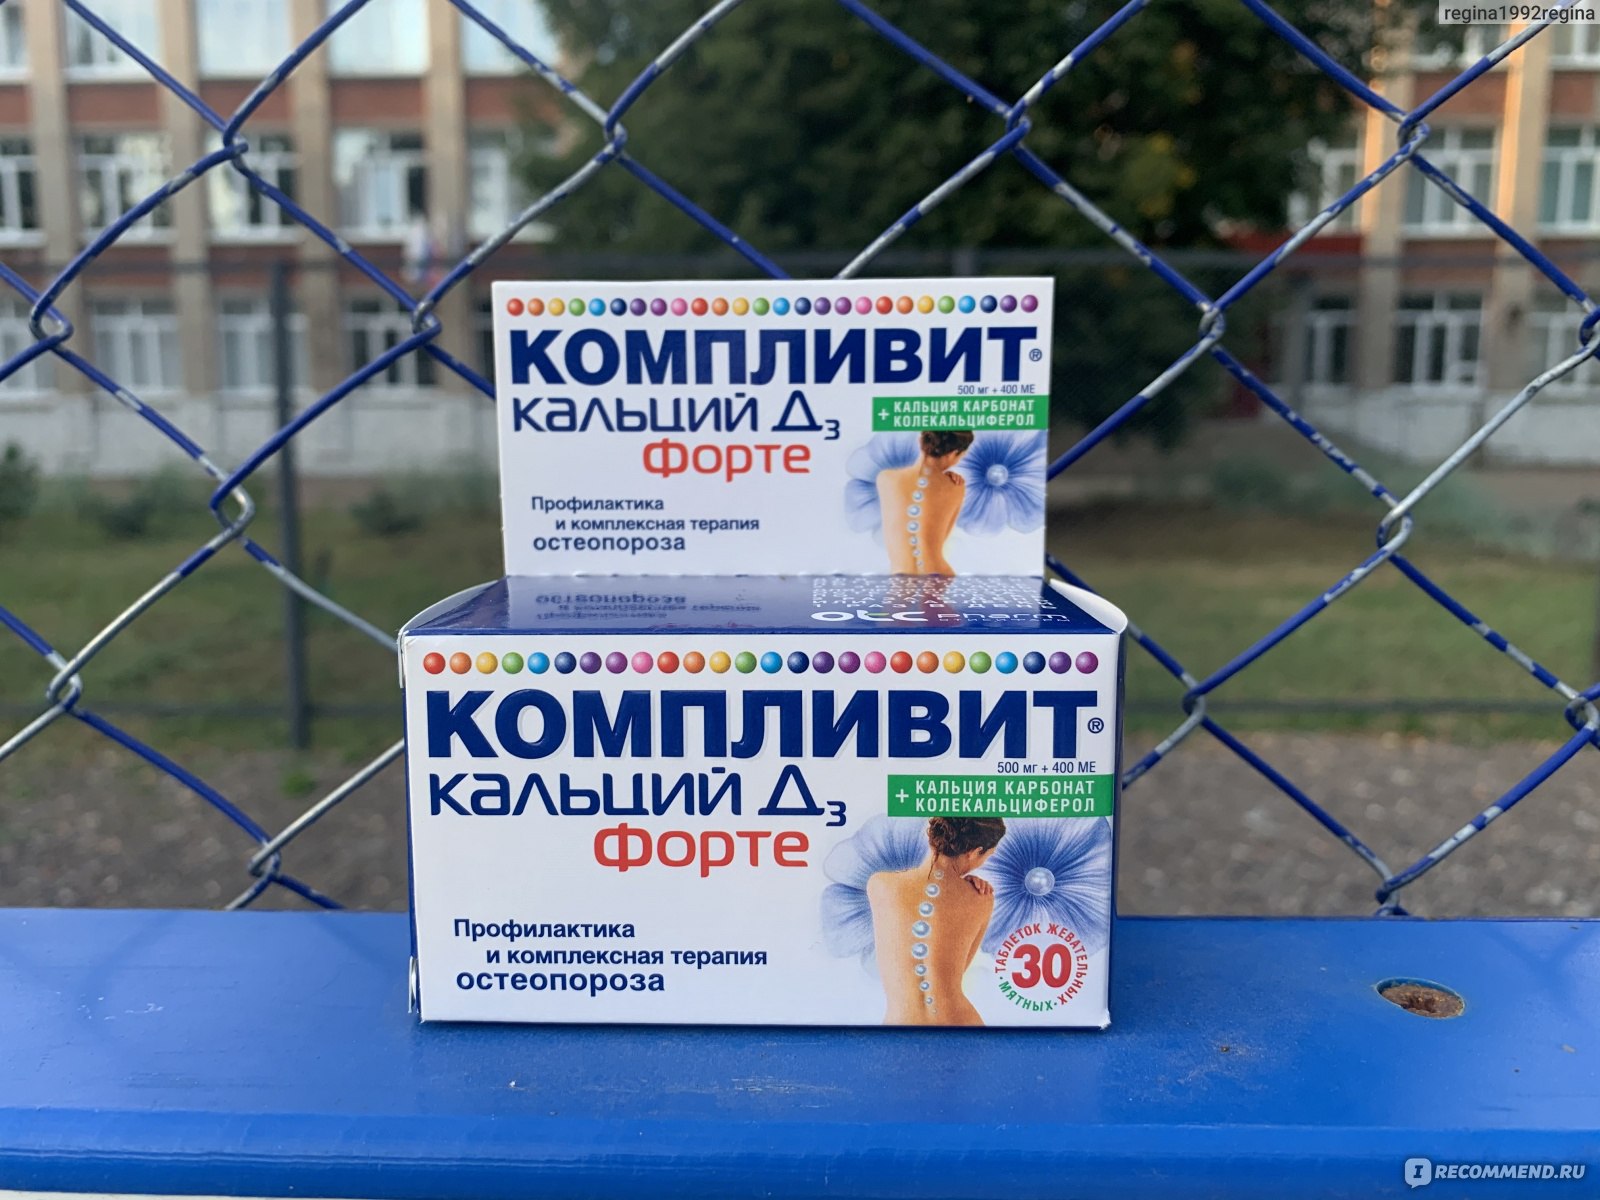 regina1992regina
КОМПЛИВИТ®
500 мг + 400 МЕ
кальций Д3
+ КАЛЬЦИЯ КАРБОНАТ
КОЛЕКАЛЬЦИФЕРОЛ
форте
Профилактика
и комплексная терапия
остеопороза
КОМПЛИВИТ®
500 мг + 400 МЕ
кальций Д3
+ КАЛЬЦИЯ КАРБОНАТ
КОЛЕКАЛЬЦИФЕРОЛ
форте
Профилактика
и комплексная терапия
остеопороза
30
ТАБЛЕТОК ЖЕВАТЕЛЬНЫХ
МЯТНЫХ
IRECOMMEND.RU